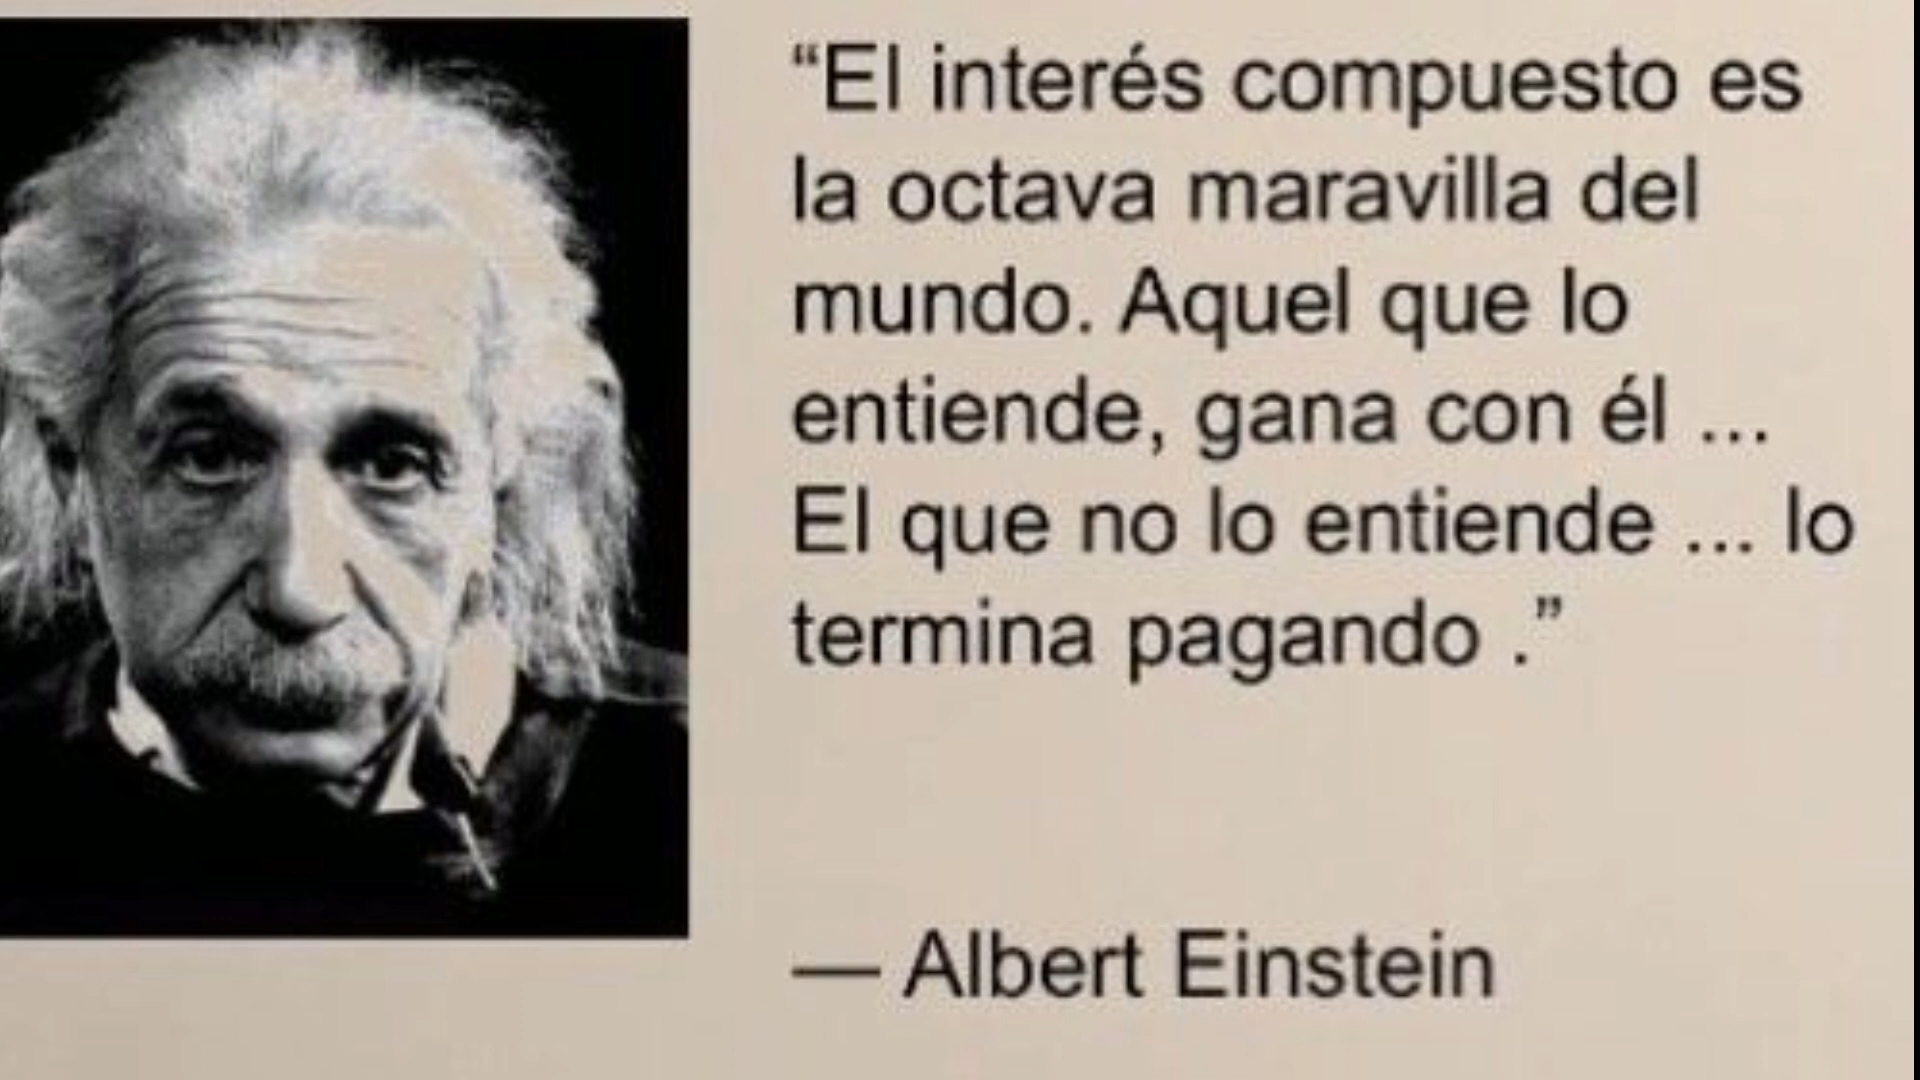 “El interés compuesto es
la octava maravilla del
mundo. Aquel que lo
entiende, gana con él ...
El que no lo entiende ... lo
termina pagando .”
— Albert Einstein